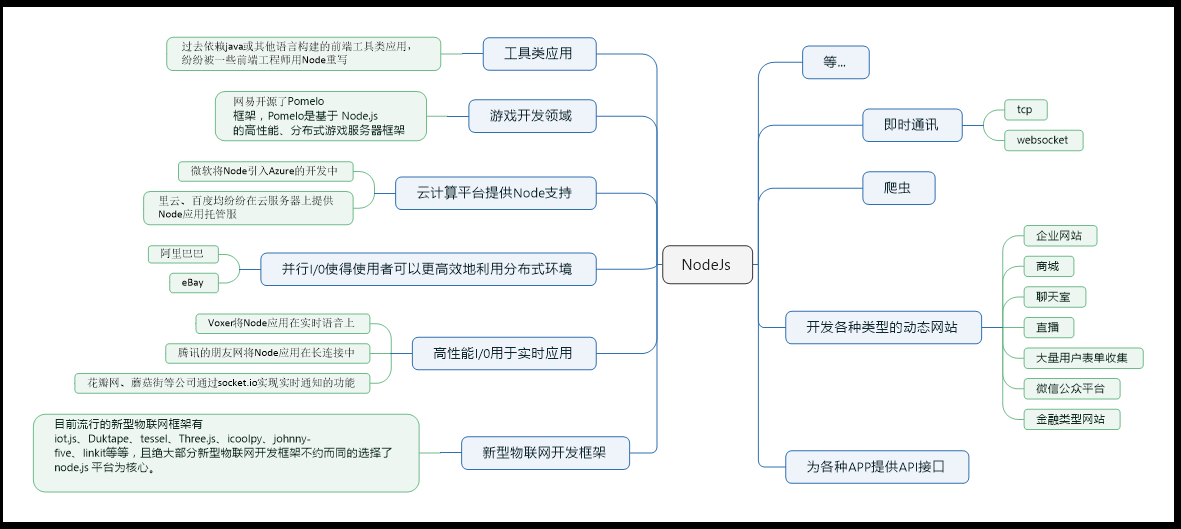 过去依赖java或其他语言构建的前端工具类应用，
纷纷被一些前端工程师用Node重写
工具类应用
网易开源了Pomelo
框架，Pomelo是基于 Node.js
的高性能、分布式游戏服务器框架
游戏开发领域
微软将Node引入Azure的开发中
里云、百度均纷纷在云服务器上提供
Node应用托管服
云计算平台提供Node支持
阿里巴巴
eBay
并行I/0使得使用者可以更高效地利用分布式环境
Voxer将Node应用在实时语音上
腾讯的朋友网将Node应用在长连接中
花瓣网、蘑菇街等公司通过socket.io实现实时通知的功能
高性能I/0用于实时应用
目前流行的新型物联网框架有
iot.js、Duktape、tessel、Three.js、icoolpy、johnny-
five、linkit等等，且绝大部分新型物联网开发框架不约而同的选择了
node.js 平台为核心。
新型物联网开发框架
NodeJs
等...
即时通讯
tcp
websocket
爬虫
开发各种类型的动态网站
企业网站
商城
聊天室
直播
大量用户表单收集
微信公众平台
金融类型网站
为各种APP提供API接口